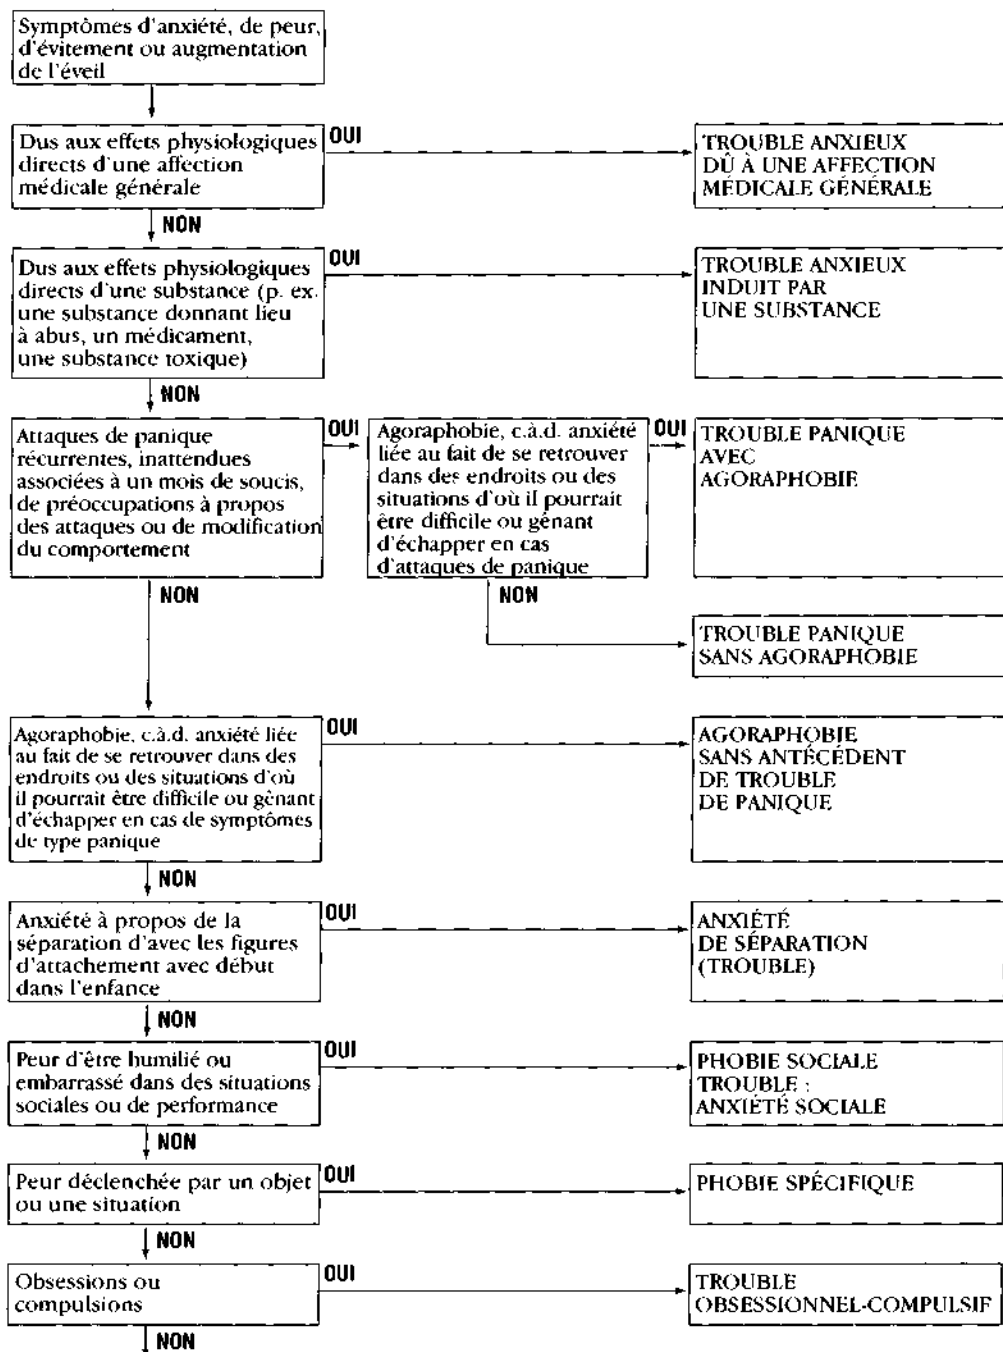 Symptômes d'anxiété, de peur,
d'évitement ou augmentation
de l'éveil
Dus aux effets physiologiques
directs d'une affection
médicale générale
OUI
TROUBLE ANXIEUX
DÛ À UNE AFFECTION
MÉDICALE GÉNÉRALE
NON
Dus aux effets physiologiques
directs d'une substance (p. ex.
une substance donnant lieu
à abus, un médicament,
une substance toxique)
OUI
TROUBLE ANXIEUX
INDUIT PAR
UNE SUBSTANCE
NON
Attaques de panique
récurrentes, inattendues
associées à un mois de soucis,
de préoccupations à propos
des attaques ou de modification
du comportement
OUI
Agoraphobie, c.à.d. anxiété
liée au fait de se retrouver
dans des endroits ou des
situations d'où il pourrait
être difficile ou gênant
d'échapper en cas
d'attaques de panique
OUI
TROUBLE PANIQUE
AVEC
AGORAPHOBIE
NON
NON
TROUBLE PANIQUE
SANS AGORAPHOBIE
Agoraphobie, c.à.d. anxiété liée
au fait de se retrouver dans des
endroits ou des situations d'où
il pourrait être difficile ou gênant
d'échapper en cas de symptômes
de type panique
OUI
AGORAPHOBIE
SANS ANTÉCÉDENT
DE TROUBLE
DE PANIQUE
NON
Anxiété à propos de la
séparation d'avec les figures
d'attachement avec début
dans l'enfance
OUI
ANXIÉTÉ
DE SÉPARATION
(TROUBLE)
NON
Peur d'être humilié ou
embarrassé dans des situations
sociales ou de performance
OUI
PHOBIE SOCIALE
TROUBLE :
ANXIÉTÉ SOCIALE
NON
Peur déclenchée par un objet
ou une situation
OUI
PHOBIE SPÉCIFIQUE
NON
Obsessions ou
compulsions
OUI
TROUBLE
OBSESSIONNEL-COMPULSIF
NON